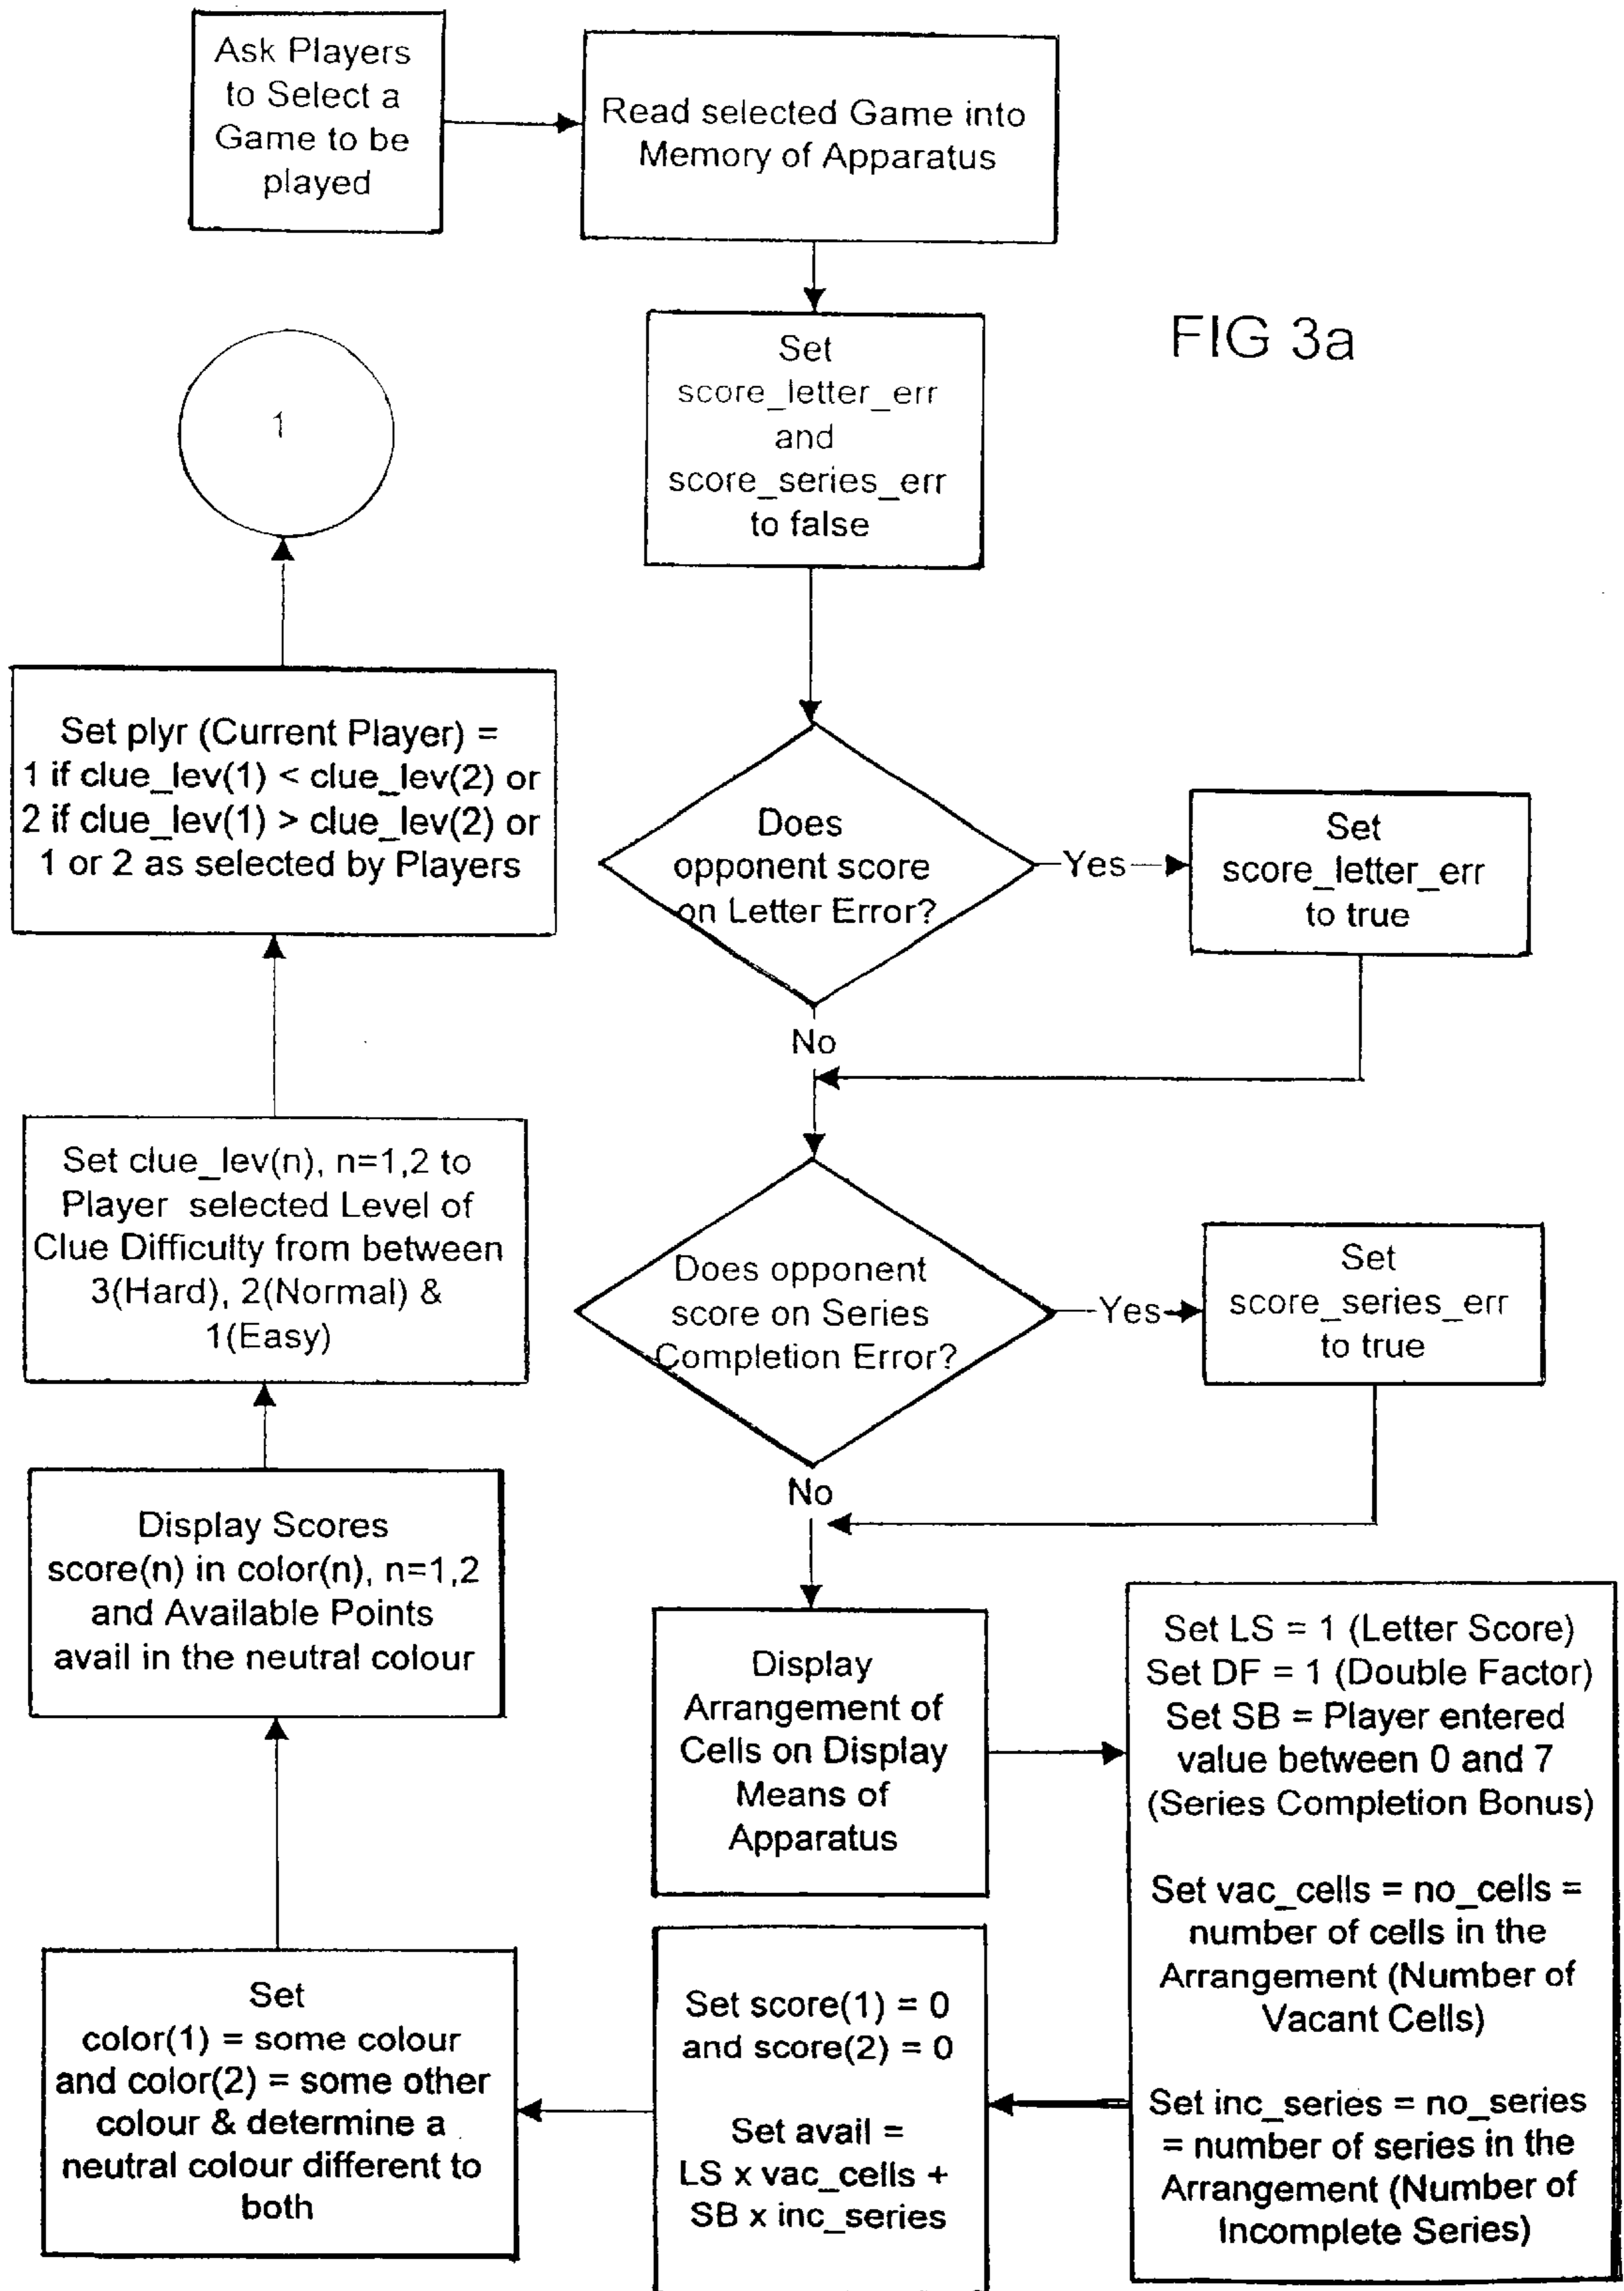 Ask Players
to Select a
Game to be
played
Read selected Game into
Memory of Apparatus
FIG 3a
Set
score_letter_err
and
score_series_err
to false
Does
opponent score
on Letter Error?
Yes
Set
score_letter_err
to true
No
Does opponent
score on Series
Completion Error?
Yes
Set
score_series_err
to true
No
Display
Arrangement of
Cells on Display
Means of
Apparatus
Set LS = 1 (Letter Score)
Set DF = 1 (Double Factor)
Set SB = Player entered
value between 0 and 7
(Series Completion Bonus)
Set vac_cells = no_cells =
number of cells in the
Arrangement (Number of
Vacant Cells)
Set inc_series = no_series
= number of series in the
Arrangement (Number of
Incomplete Series)
Set score(1) = 0
and score(2) = 0
Set avail =
LS x vac_cells +
SB x inc_series
Set
color(1) = some colour
and color(2) = some other
colour & determine a
neutral colour different to
both
Display Scores
score(n) in color(n), n=1,2
and Available Points
avail in the neutral colour
Set clue_lev(n), n=1,2 to
Player selected Level of
Clue Difficulty from between
3(Hard), 2(Normal) &
1(Easy)
Set plyr (Current Player) =
1 if clue_lev(1) < clue_lev(2) or
2 if clue_lev(1) > clue_lev(2) or
1 or 2 as selected by Players
1